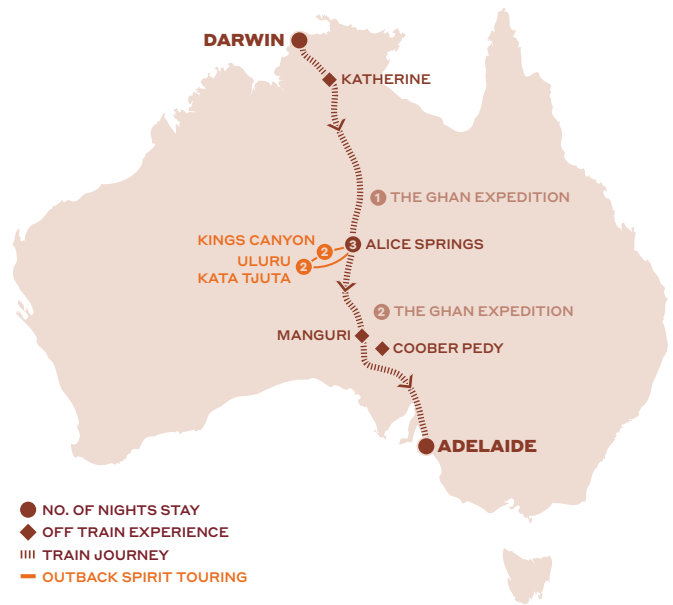 DARWIN
KATHERINE
1 THE GHAN EXPEDITION
KINGS CANYON 2
3 ALICE SPRINGS
ULURU
KATA TJUTA
2
2 THE GHAN EXPEDITION
MANGURI
COOBER PEDY
ADELAIDE
NO. OF NIGHTS STAY
OFF TRAIN EXPERIENCE
TRAIN JOURNEY
OUTBACK SPIRIT TOURING